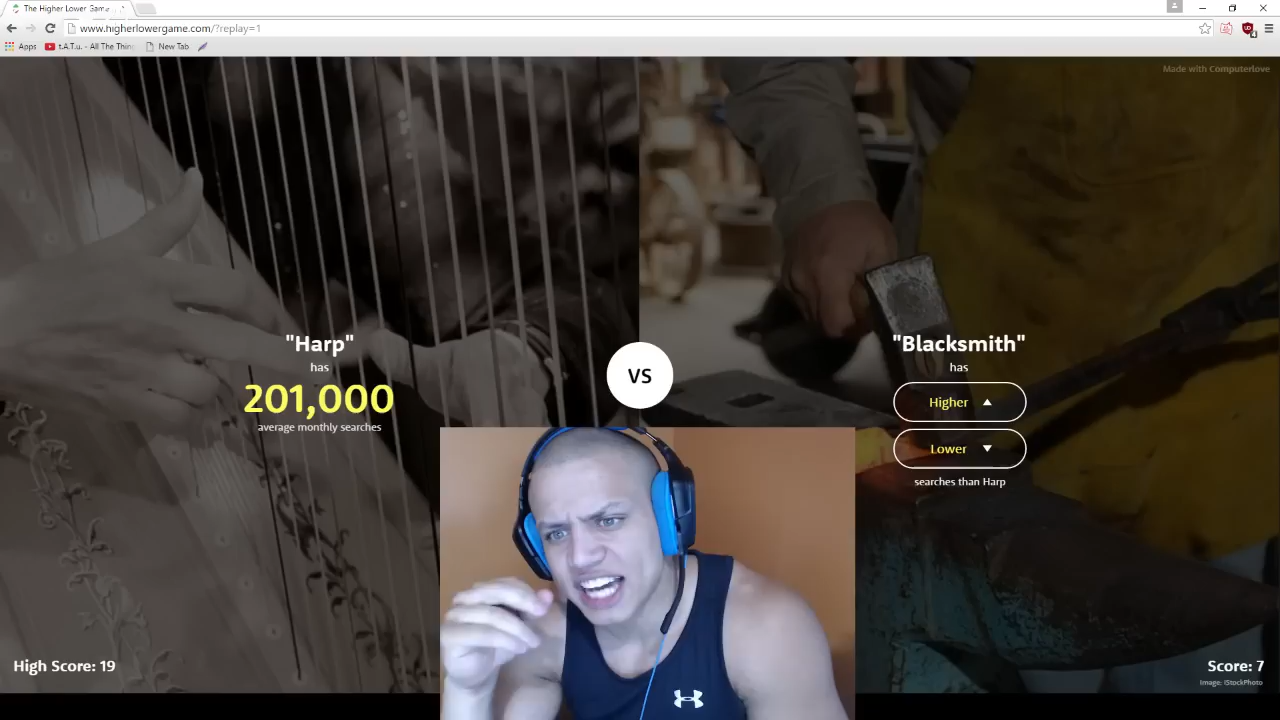 The Higher Lower Game
www.higherlowergame.com/?replay=1
Apps
t.A.T.u. - All The Thin
New Tab
Made with Computerlove
"Harp"
has
201,000
average monthly searches
VS
"Blacksmith"
has
Higher
Lower
searches than Harp
High Score: 19
Score: 7
Image: iStockPhoto